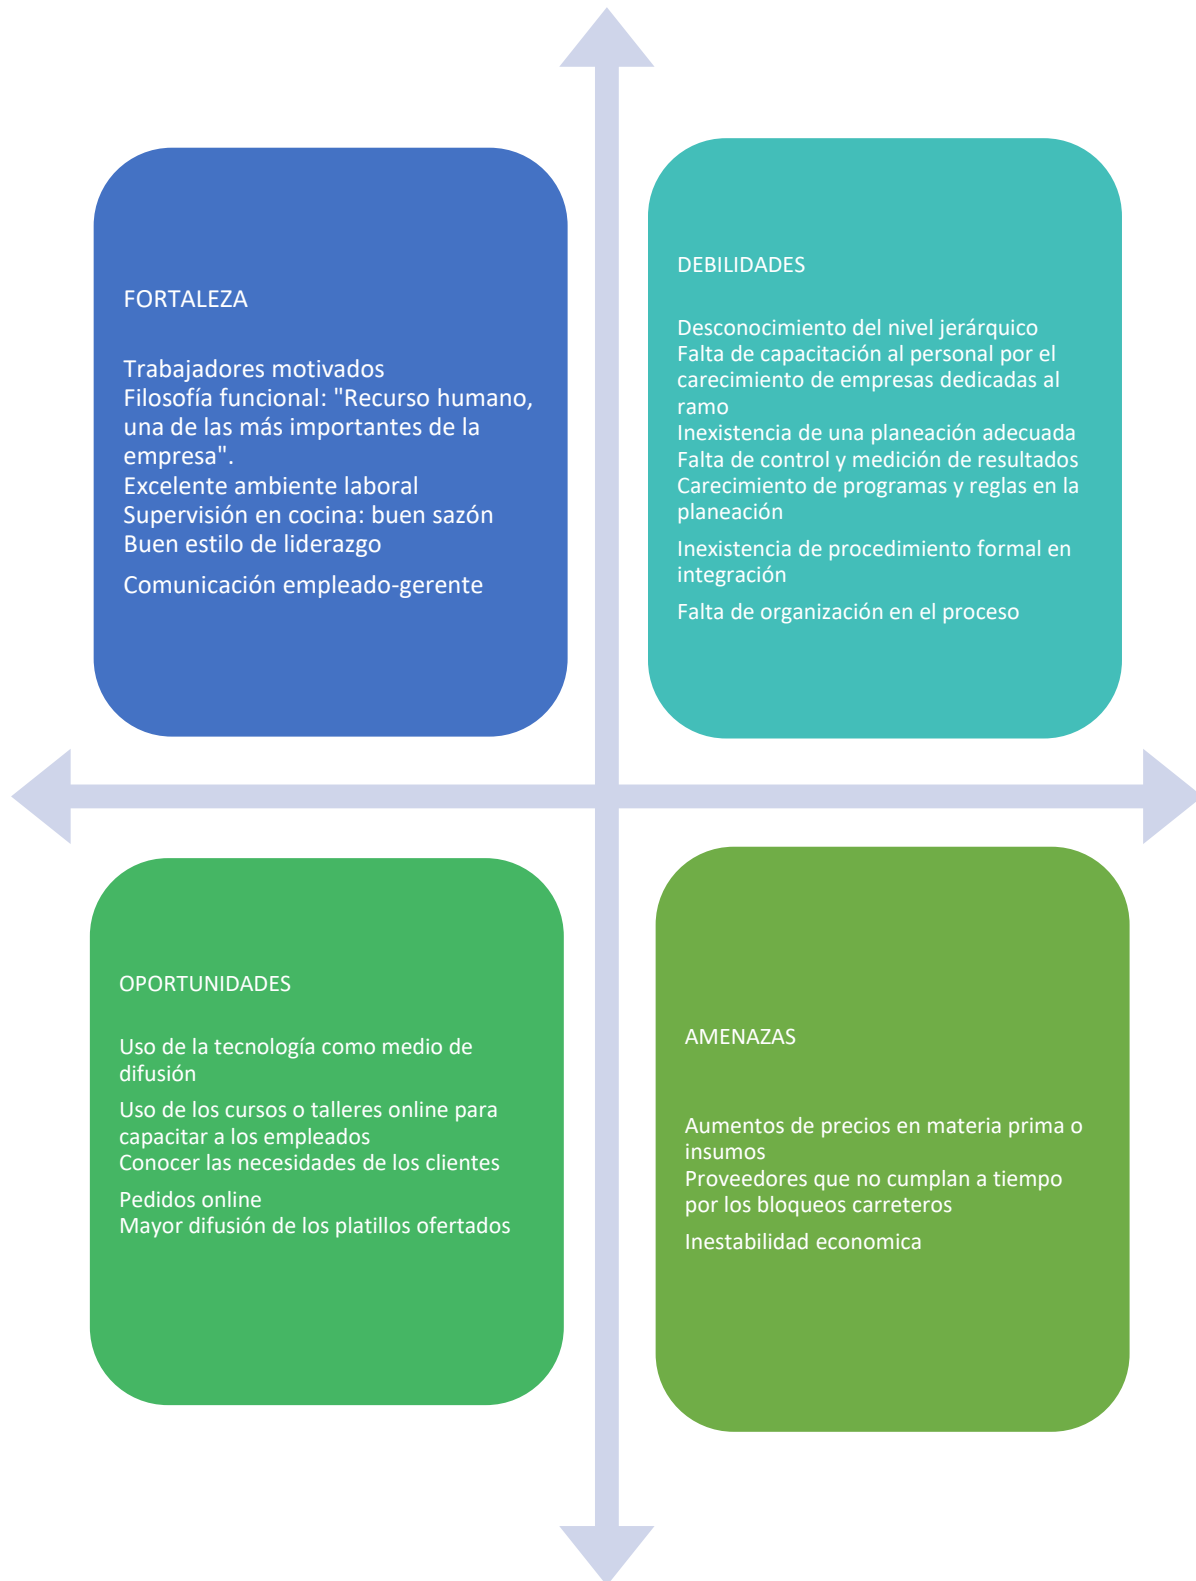 FORTALEZA
Trabajadores motivados
Filosofía funcional: "Recurso humano,
una de las más importantes de la
empresa".
Excelente ambiente laboral
Supervisión en cocina: buen sazón
Buen estilo de liderazgo
Comunicación empleado-gerente
DEBILIDADES
Desconocimiento del nivel jerárquico
Falta de capacitación al personal por el
carecimiento de empresas dedicadas al
ramo
Inexistencia de una planeación adecuada
Falta de control y medición de resultados
Carecimiento de programas y reglas en la
planeación
Inexistencia de procedimiento formal en
integración
Falta de organización en el proceso
OPORTUNIDADES
Uso de la tecnología como medio de
difusión
Uso de los cursos o talleres online para
capacitar a los empleados
Conocer las necesidades de los clientes
Pedidos online
Mayor difusión de los platillos ofertados
AMENAZAS
Aumentos de precios en materia prima o
insumos
Proveedores que no cumplan a tiempo
por los bloqueos carreteros
Inestabilidad economica